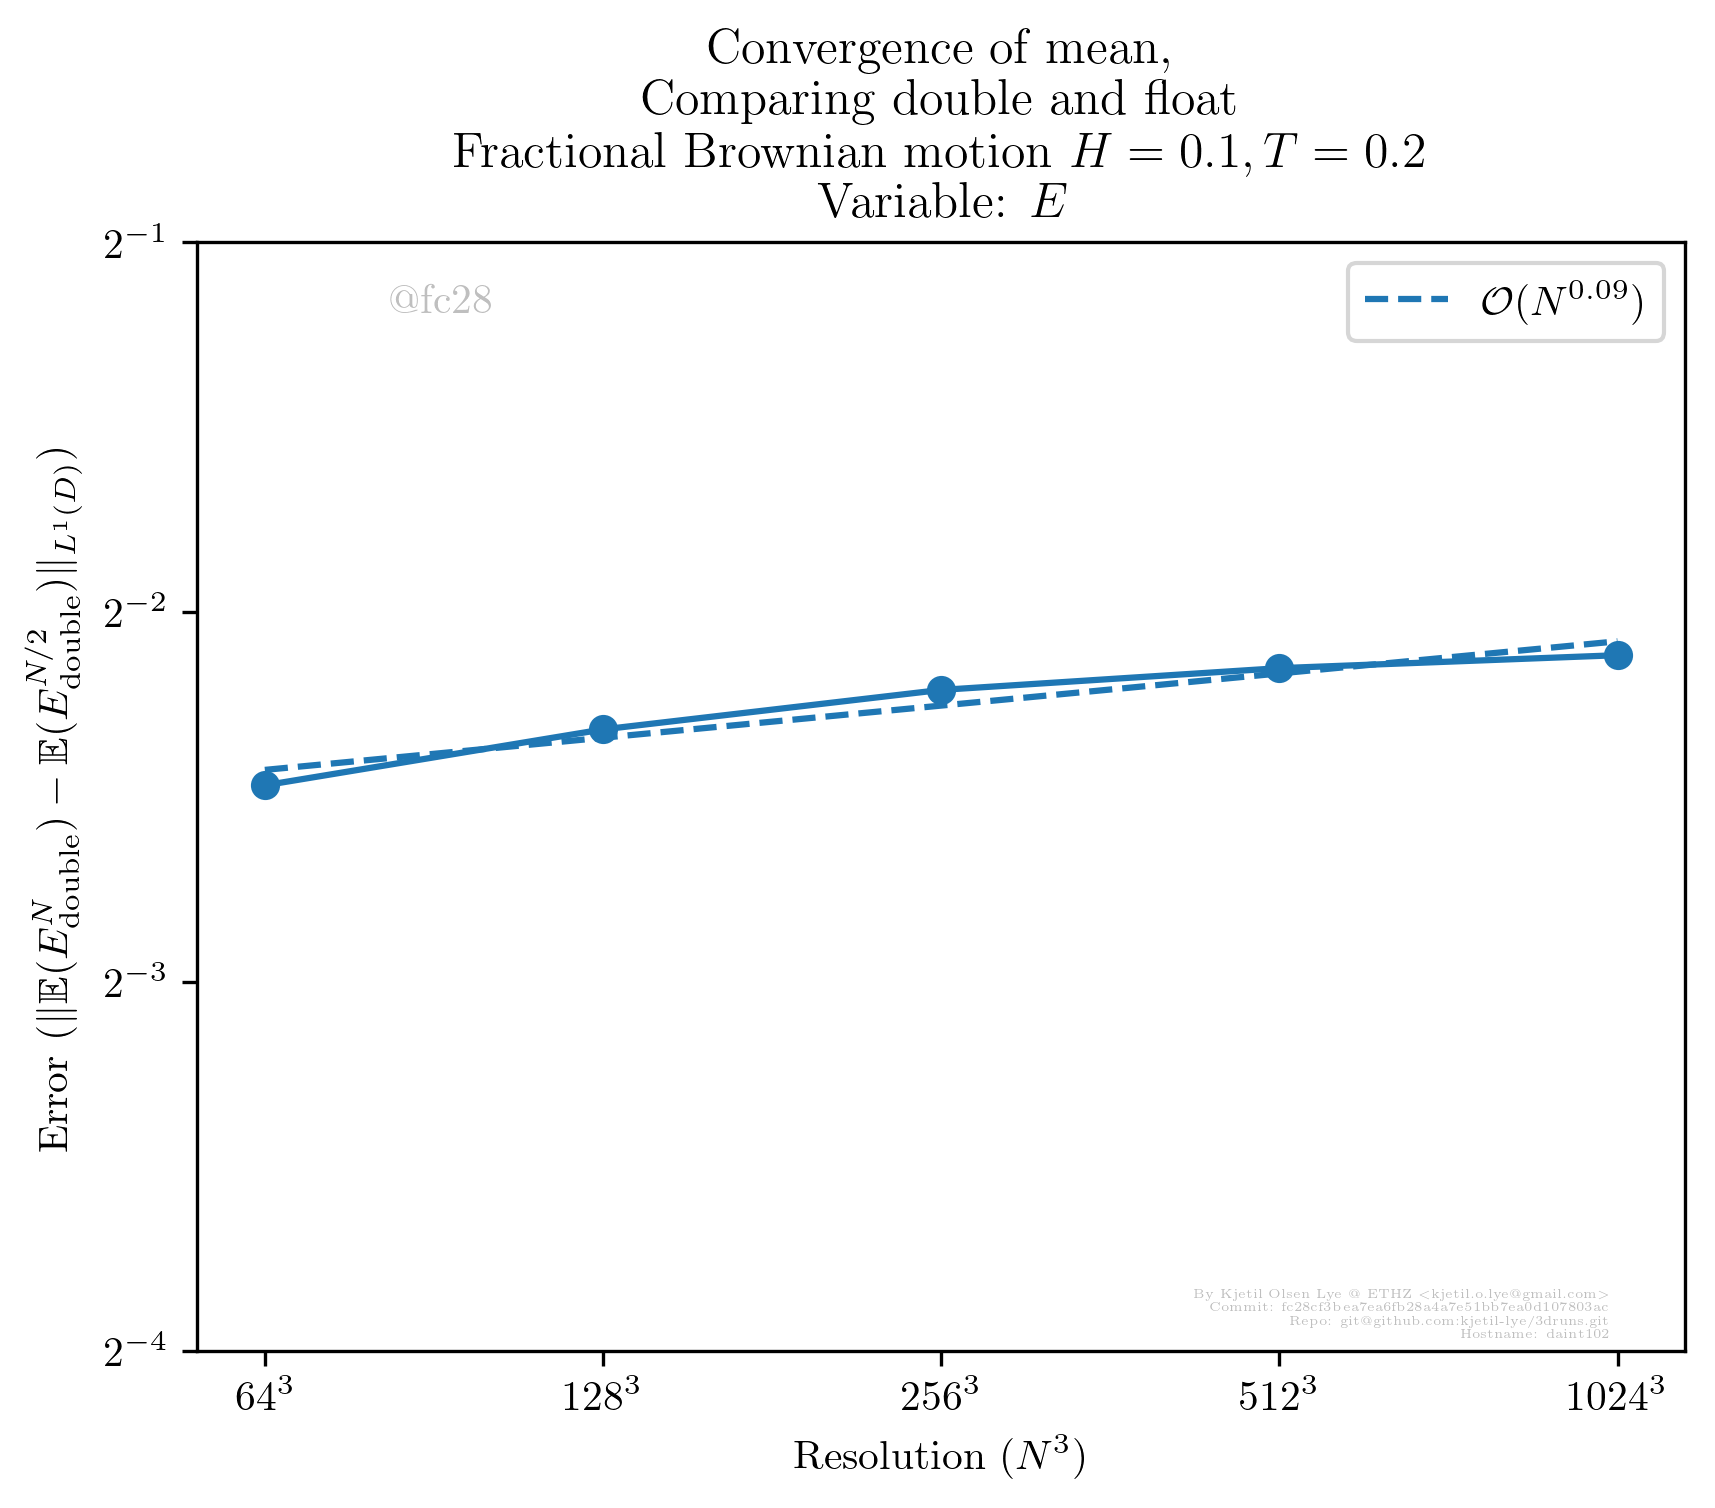 Convergence of mean,
Comparing double and float
Fractional Brownian motion H = 0.1, T = 0.2
Variable: E
@fc28
O(N^0.09)
2^−1
2^−2
2^−3
2^−4
Error (||𝔼(E^N_double) − 𝔼(E^N/2_double)||_L^1(D))
By Kjetil Olsen Lye @ ETHZ <kjetil.o.lye@gmail.com>
Commit: fc28cf3bea7ea6fb28a4a7e51bb7ea0d107803ac
Repo: git@github.com:kjetil-lye/3druns.git
Hostname: daint102
64^3 128^3 256^3 512^3 1024^3
Resolution (N^3)